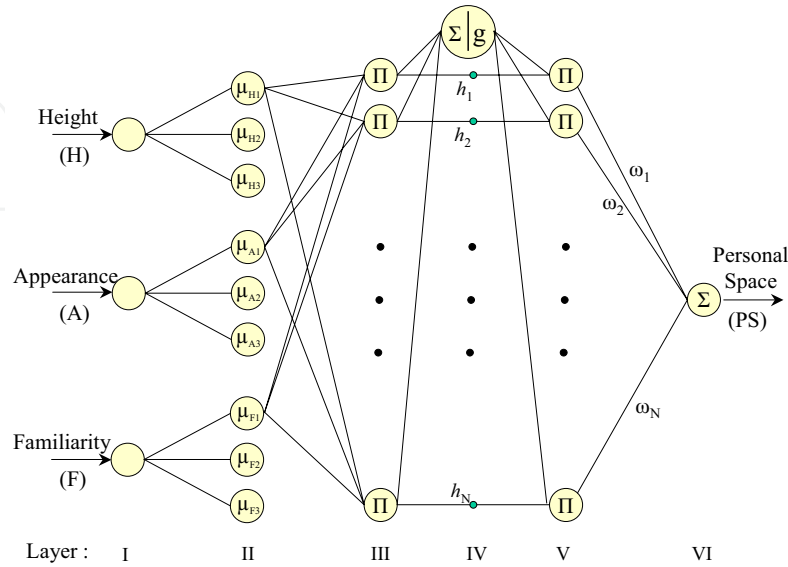 Σ g
Π h₁ Π
Π h₂ Π
μH1
μH2
μH3
Height
(H)
ω₁
ω₂
μA1
μA2
μA3
Appearance
(A)
Σ
Personal
Space
(PS)
μF1
μF2
μF3
Familiarity
(F)
ωN
Π hN Π
Layer : I II III IV V VI